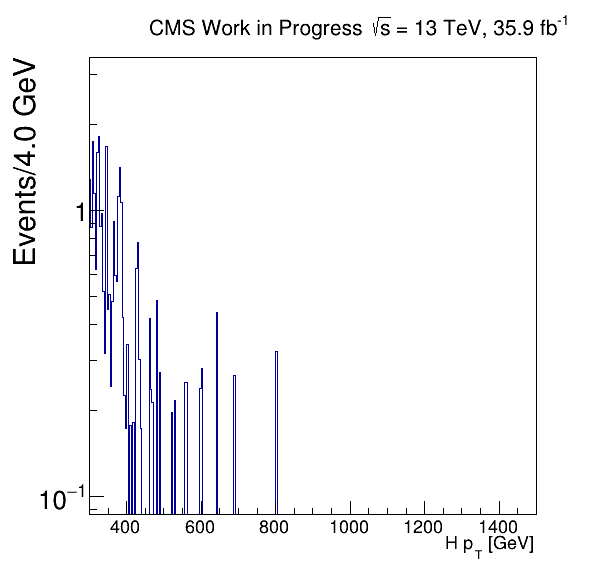 CMS Work in Progress √s = 13 TeV, 35.9 fb⁻¹
Events/4.0 GeV
1
10⁻¹
400 600 800 1000 1200 1400
H p_T [GeV]